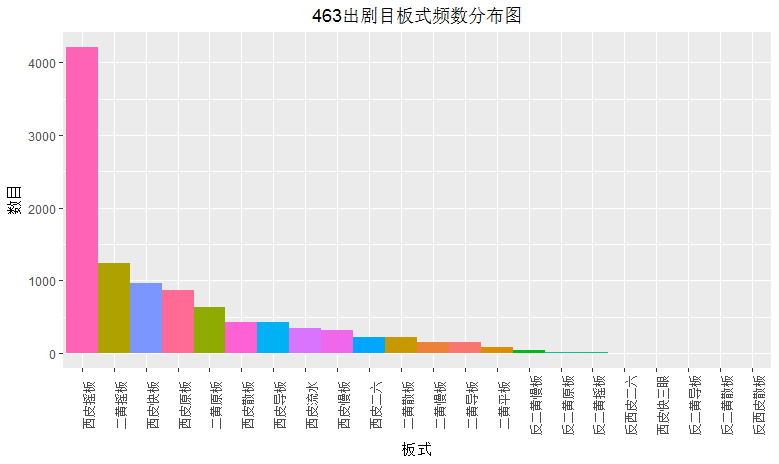 463出剧目板式频数分布图
数目
4000
3000
2000
1000
0
西皮摇板
二黄摇板
西皮快板
西皮原板
二黄原板
西皮散板
西皮导板
西皮流水
西皮慢板
西皮二六
二黄散板
二黄慢板
二黄导板
二黄平板
反二黄慢板
反二黄原板
反二黄摇板
反西皮二六
西皮快三眼
反二黄导板
反二黄散板
反西皮散板
板式